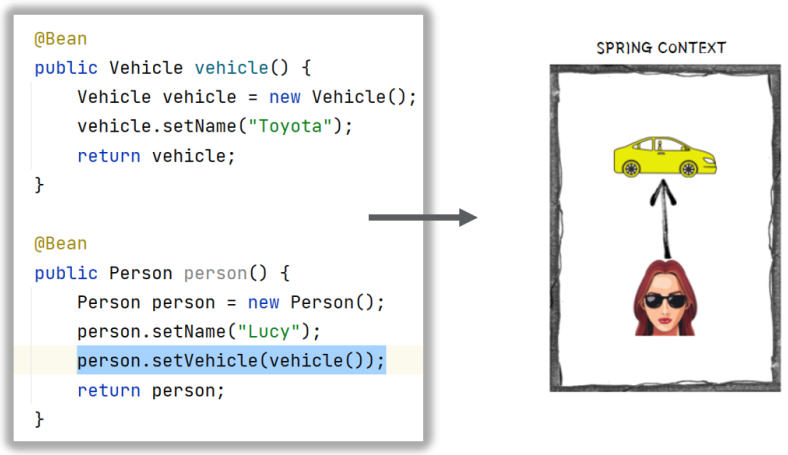 @Bean
public Vehicle vehicle() {
    Vehicle vehicle = new Vehicle();
    vehicle.setName("Toyota");
    return vehicle;
}
@Bean
public Person person() {
    Person person = new Person();
    person.setName("Lucy");
    person.setVehicle(vehicle());
    return person;
}
SPRING CONTEXT